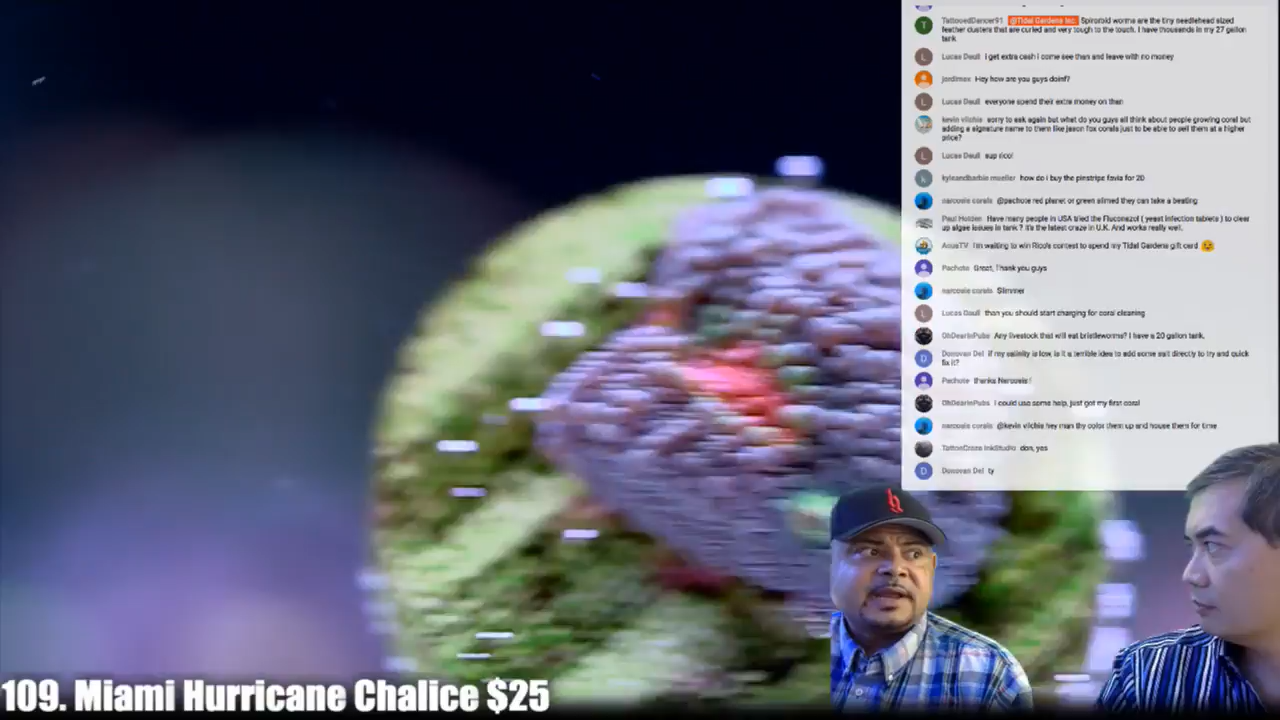 TattooedDancer91 @Tidal Gardens Inc. Spirorbid worms are the tiny needlehead sized
feather dusters that are curled and very tough to the touch. I have thousands in my 27 gallon
tank
Lucas Deull i get extra cash i come see than and leave with no money
jordimex Hey how are you guys doinf?
Lucas Deull everyone spend their extra money on than
kevin vilchis sorry to ask again but what do you guys all think about people growing coral but
adding a signature name to them like jason fox corals just to be able to sell them at a higher
price?
Lucas Deull sup rico!
kyleandbarbie mueller how do i buy the pinstripe favia for 20
narcosis corals @pachote red planet or green slimed they can take a beating
Paul Holden Have many people in USA tried the Fluconazol ( yeast infection tablets ) to clear
up algae issues in tank ? It's the latest craze in U.K. And works really well.
AquaTV I'm waiting to win Rico's contest to spend my Tidal Gardens gift card
Pachote Great, Thank you guys
narcosis corals Slimmer
Lucas Deull than you should start charging for coral cleaning
OhDearInPubs Any livestock that will eat bristleworms? I have a 20 gallon tank.
Donovan Del if my salinity is low, is it a terrible idea to add some salt directly to try and quick
fix it?
Pachote thanks Narcosis!
OhDearInPubs I could use some help, just got my first coral
narcosis corals @kevin vilchis hey man thy color them up and house them for time
TattooCraze InkStudio don, yes
Donovan Del ty
109. Miami Hurricane Chalice $25